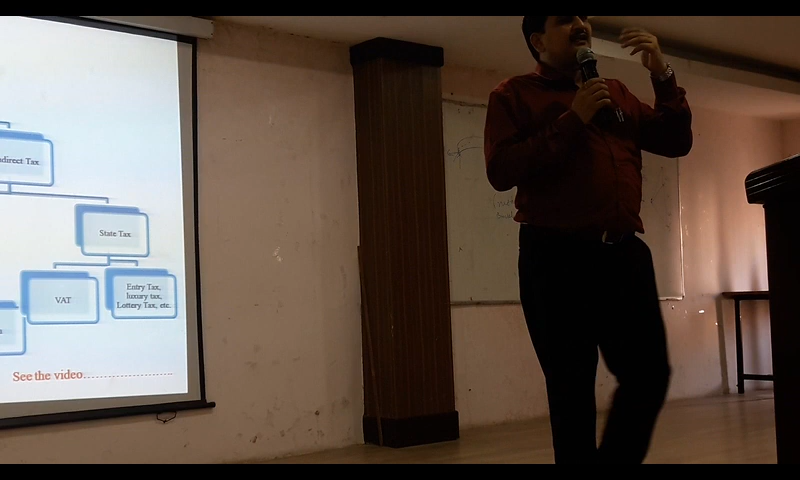 ndirect Tax
State Tax
VAT
Entry Tax,
luxury tax,
Lottery Tax, etc.
See the video........................